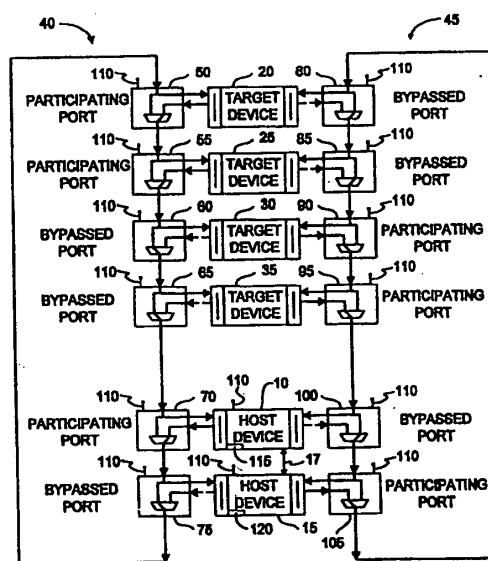 40
45
110 50 20 80 110
PARTICIPATING PORT
TARGET DEVICE
BYPASSED PORT
110 55 25 85 110
PARTICIPATING PORT
TARGET DEVICE
BYPASSED PORT
110 60 30 90 110
BYPASSED PORT
TARGET DEVICE
PARTICIPATING PORT
110 65 35 95 110
BYPASSED PORT
TARGET DEVICE
PARTICIPATING PORT
110 70 110 10 100 110
PARTICIPATING PORT
HOST DEVICE
BYPASSED PORT
115
17
110 110 110
BYPASSED PORT
HOST DEVICE
PARTICIPATING PORT
75 120 15 105